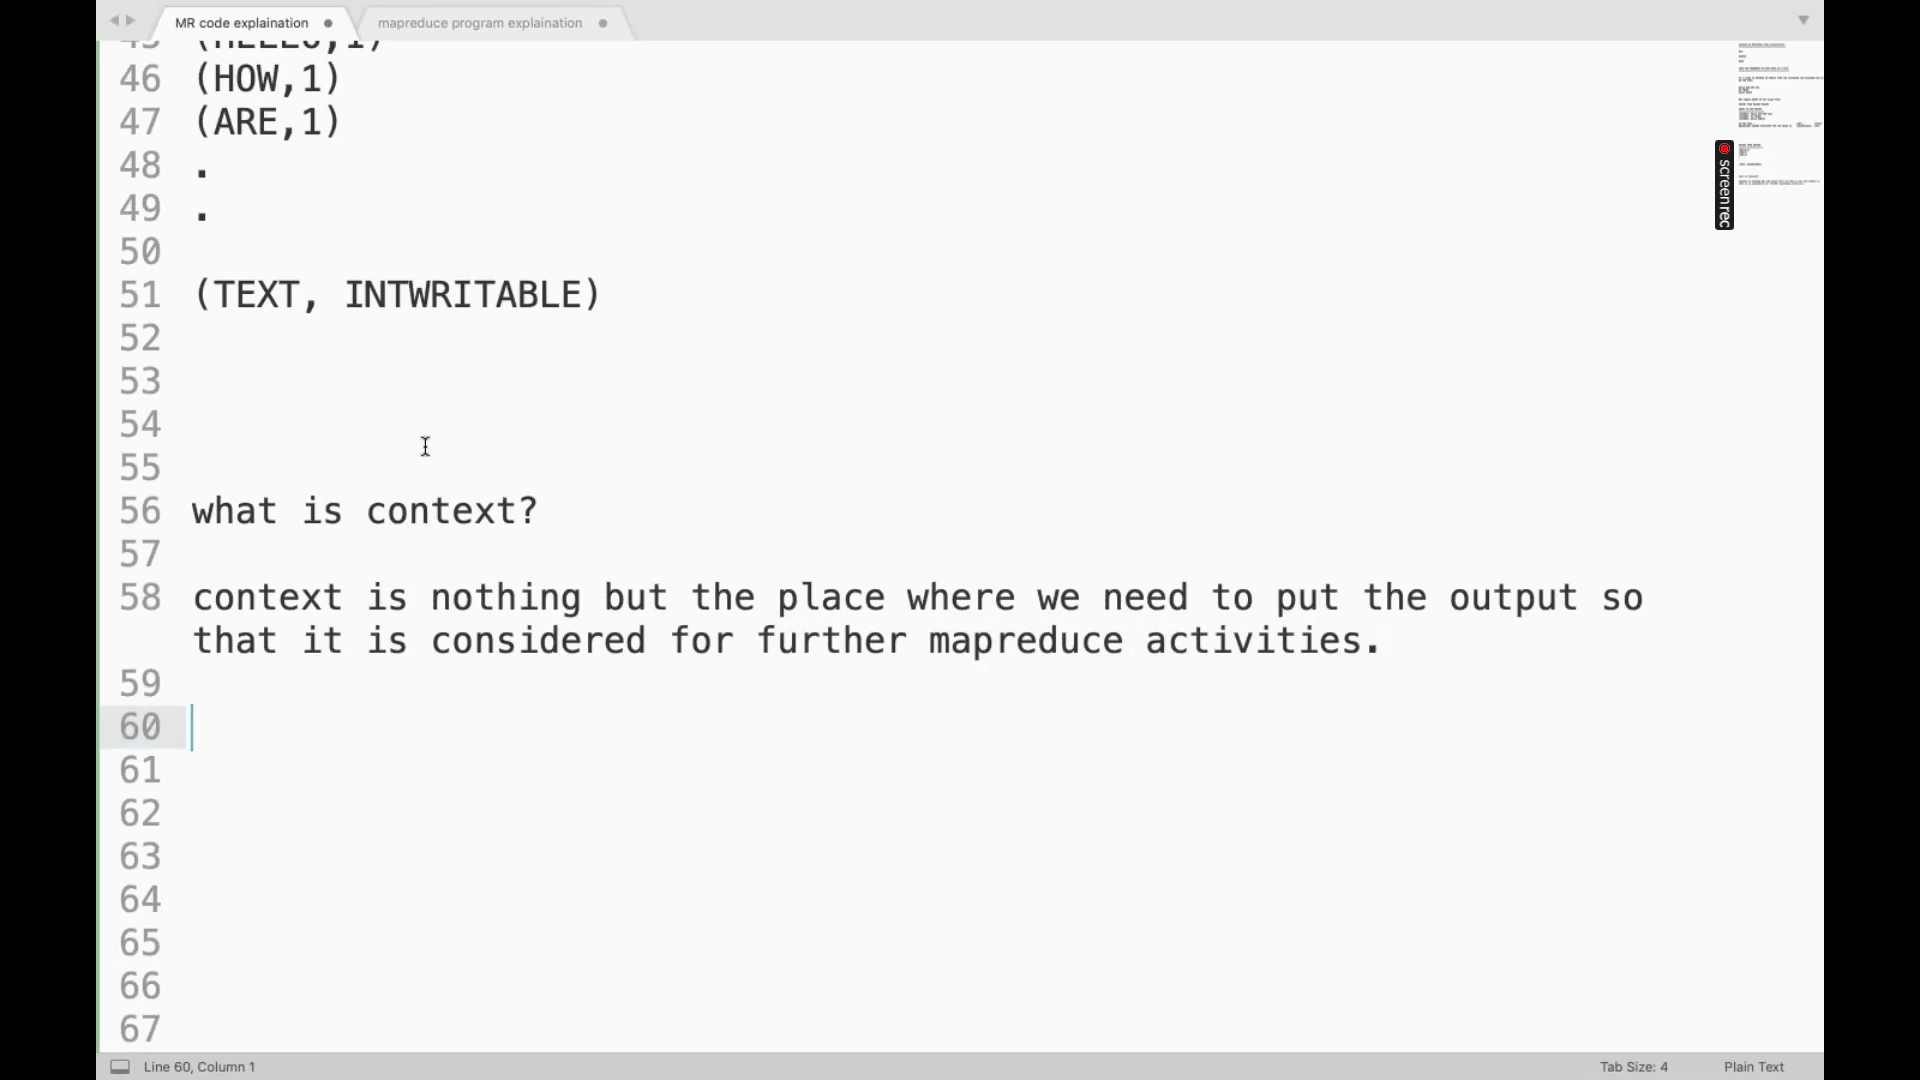 MR code explaination
mapreduce program explaination
46 (HOW,1)
47 (ARE,1)
48 .
49 .
50
51 (TEXT, INTWRITABLE)
52
53
54
55
56 what is context?
57
58 context is nothing but the place where we need to put the output so
that it is considered for further mapreduce activities.
59
60
61
62
63
64
65
66
67
screenrec
Line 60, Column 1
Tab Size: 4
Plain Text